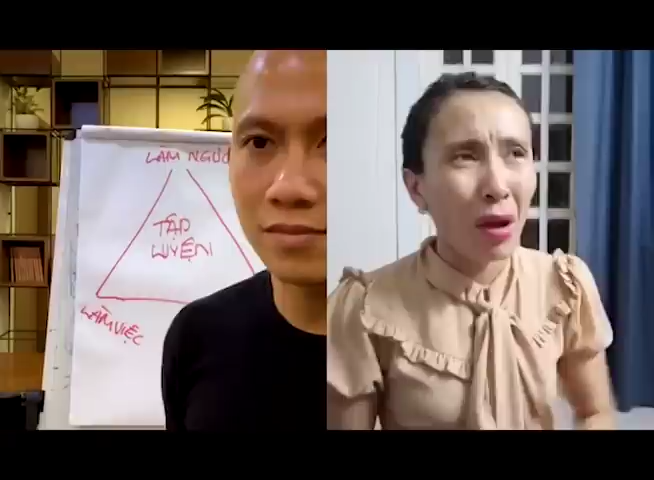 LÀM NGƯỜ
TẬP
LUYỆN
LÀM VIỆC